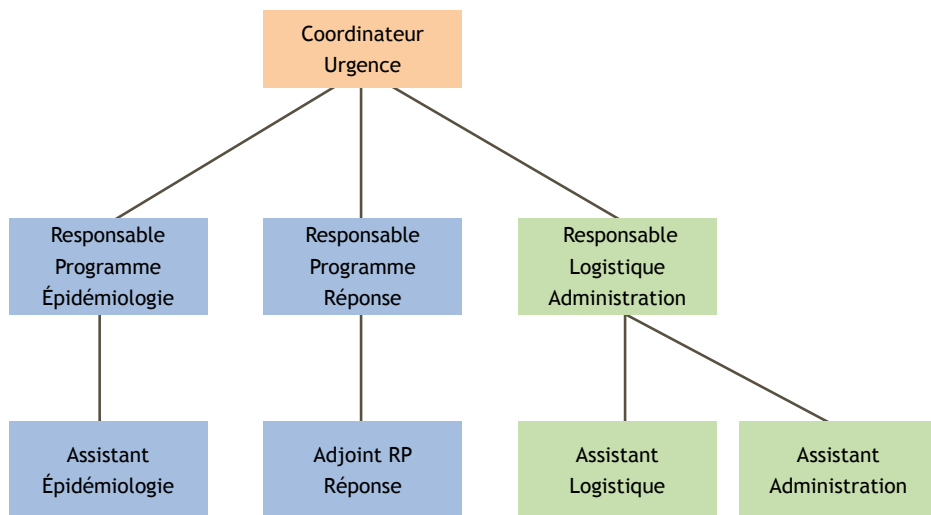 Coordinateur
Urgence
Responsable
Programme
Épidémiologie
Responsable
Programme
Réponse
Responsable
Logistique
Administration
Assistant
Épidémiologie
Adjoint RP
Réponse
Assistant
Logistique
Assistant
Administration